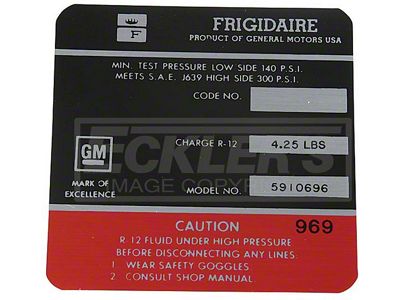 F
FRIGIDAIRE
PRODUCT OF GENERAL MOTORS USA
MIN. TEST PRESSURE LOW SIDE 140 P.S.I.
MEETS S.A.E. J639 HIGH SIDE 300 P.S.I.
CODE NO.
ECKLER'S
IMAGE COPYRIGHT
GM
CHARGE R-12 4.25 LBS
MARK OF
EXCELLENCE
MODEL NO. 5910696
CAUTION 969
R-12 FLUID UNDER HIGH PRESSURE
BEFORE DISCONNECTING ANY LINES:
1 WEAR SAFETY GOGGLES
2 CONSULT SHOP MANUAL